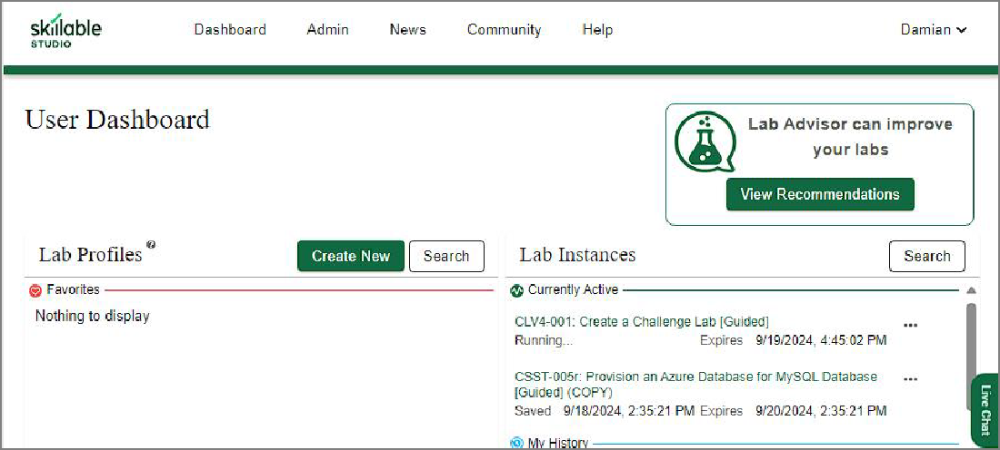 skillable
STUDIO
Dashboard Admin News Community Help Damian
User Dashboard
Lab Advisor can improve
your labs
View Recommendations
Lab Profiles ?
Create New Search
Lab Instances
Search
Favorites
Nothing to display
Currently Active
CLV4-001: Create a Challenge Lab [Guided] ...
Running... Expires 9/19/2024, 4:45:02 PM
CSST-005r: Provision an Azure Database for MySQL Database ...
[Guided] (COPY)
Saved 9/18/2024, 2:35:21 PM Expires 9/20/2024, 2:35:21 PM
My History
Live Chat